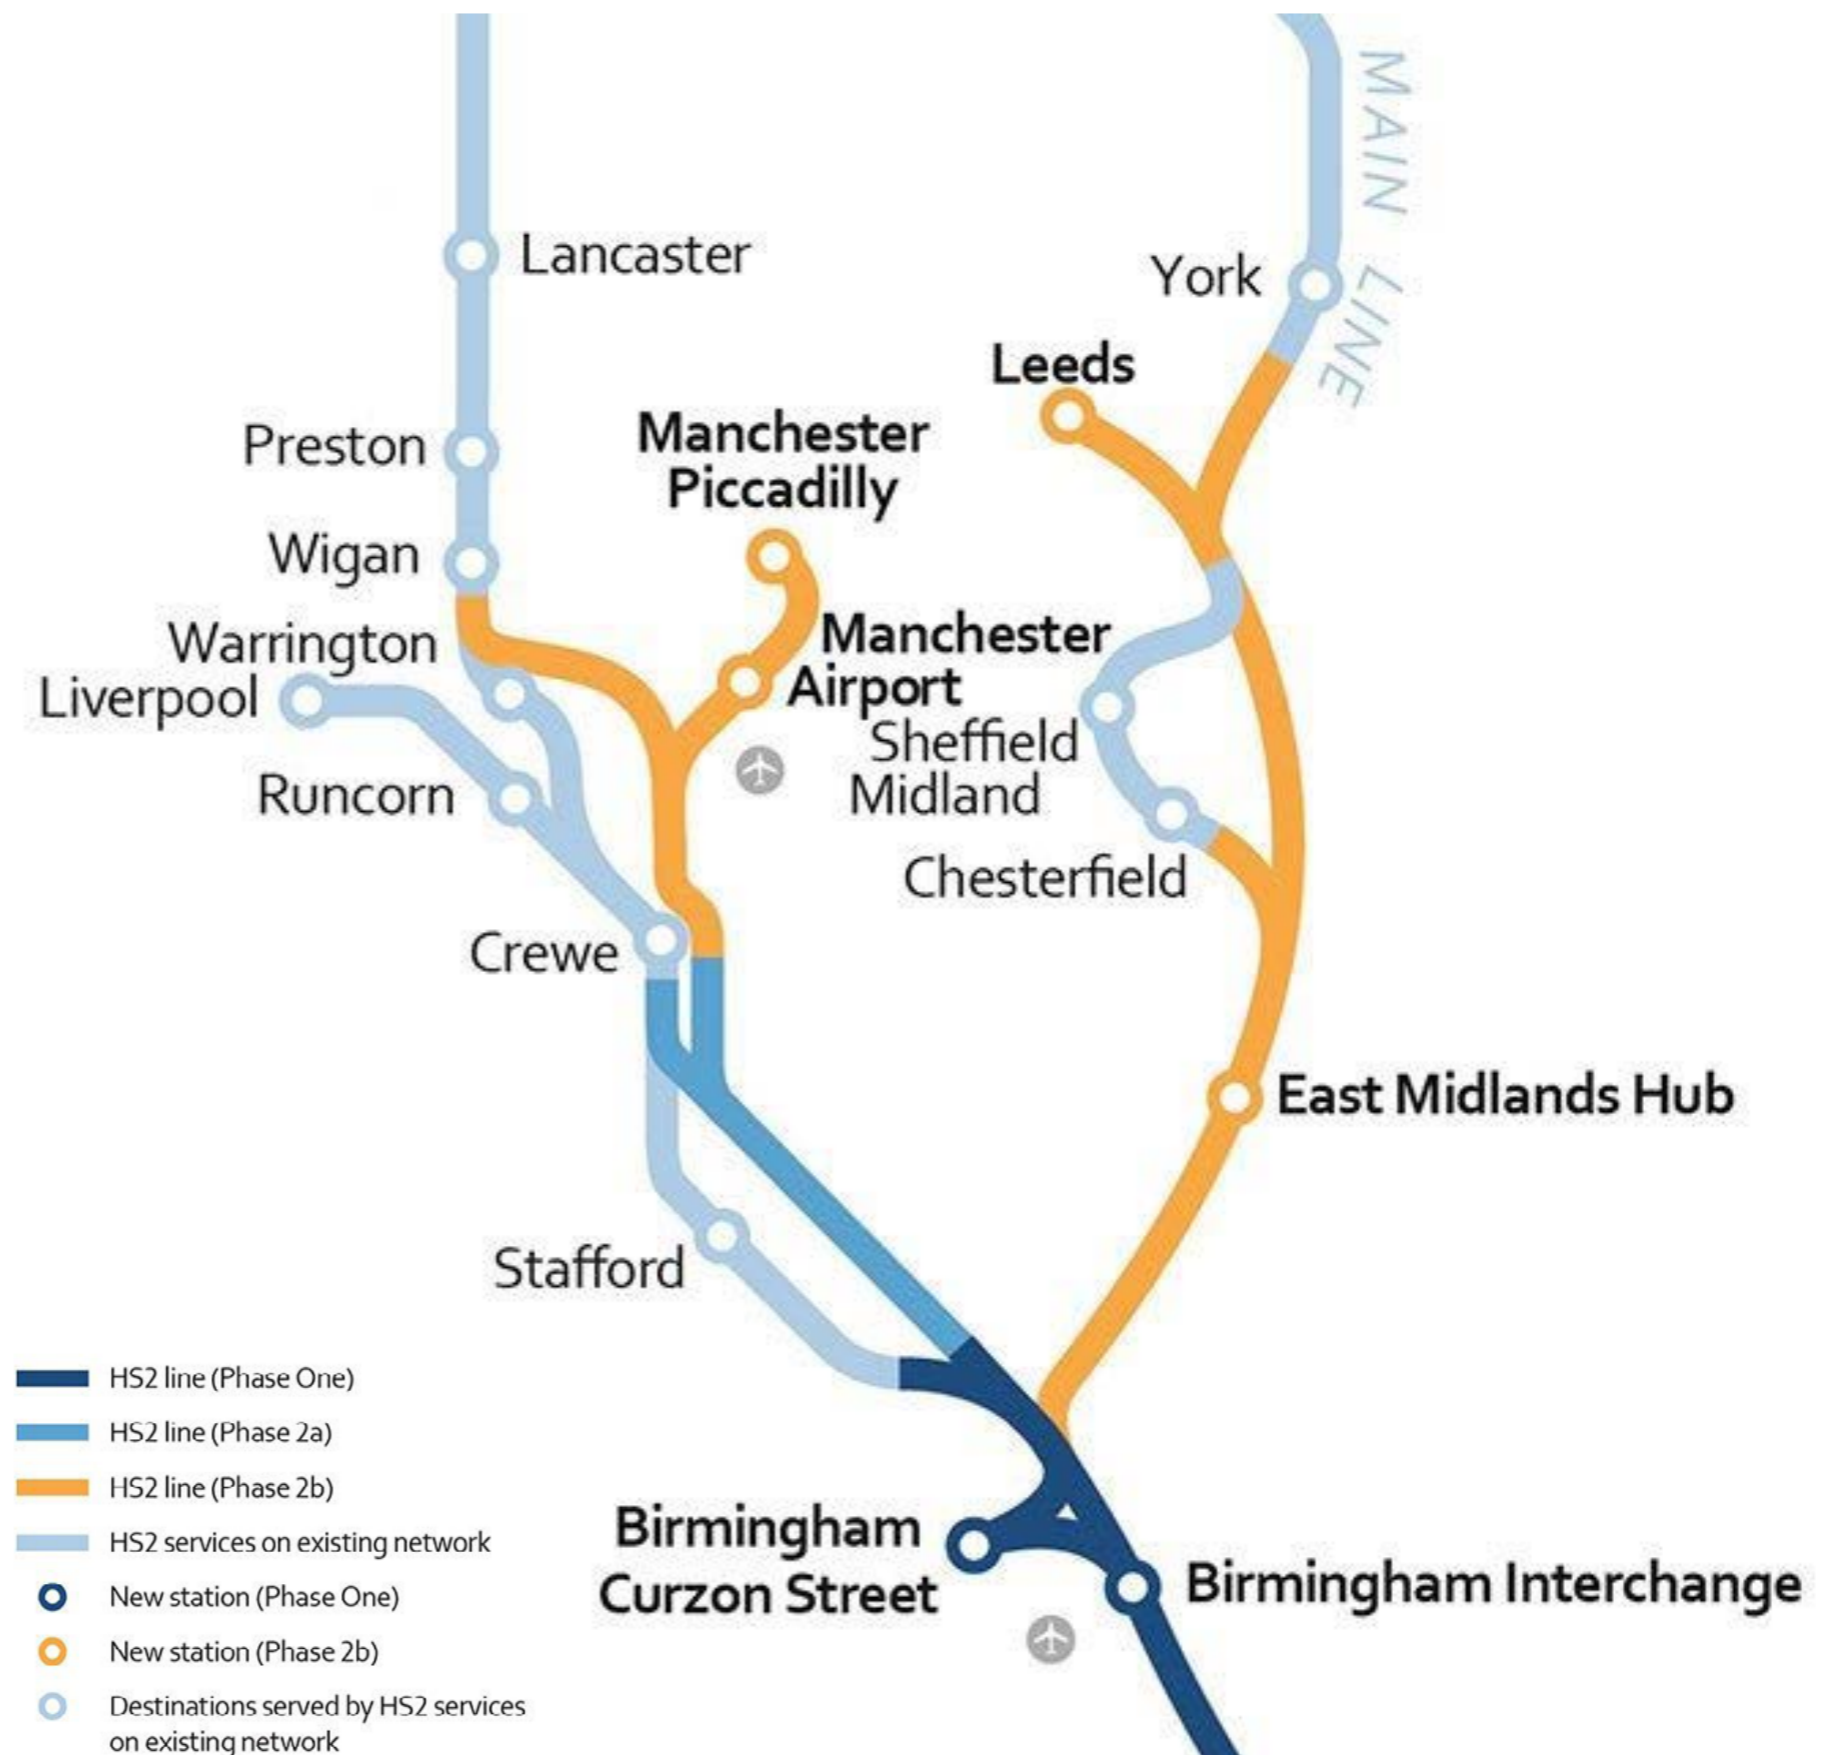 MAIN LINE
Lancaster
York
Leeds
Manchester
Piccadilly
Preston
Wigan
Warrington
Manchester
Airport
Liverpool
Sheffield
Midland
Runcorn
Chesterfield
Crewe
East Midlands Hub
Stafford
Birmingham
Curzon Street
Birmingham Interchange
HS2 line (Phase One)
HS2 line (Phase 2a)
HS2 line (Phase 2b)
HS2 services on existing network
New station (Phase One)
New station (Phase 2b)
Destinations served by HS2 services
on existing network